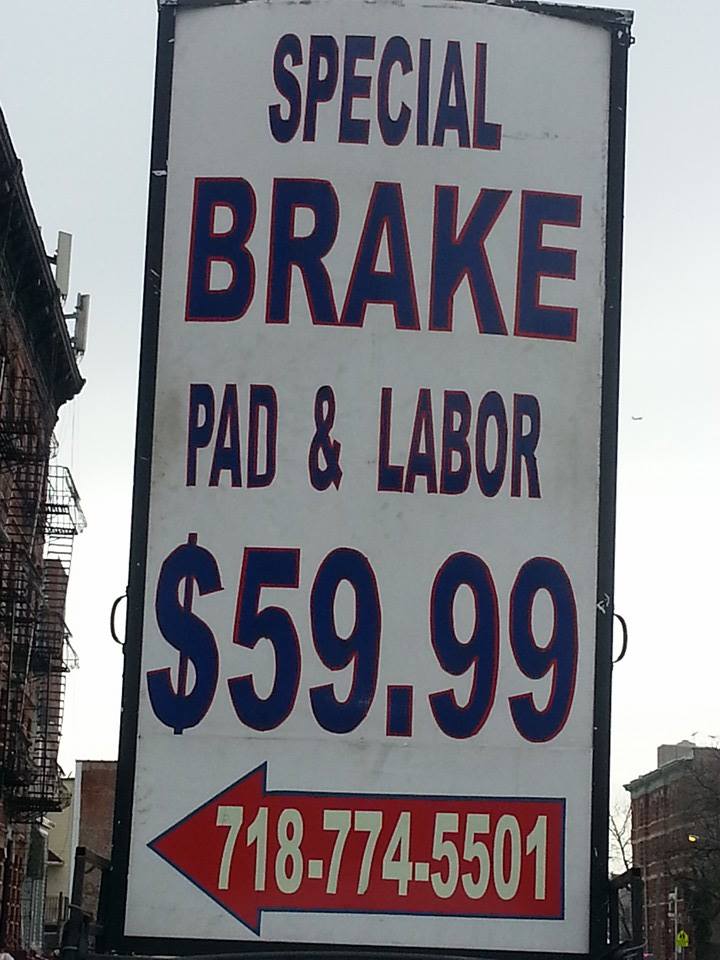 SPECIAL
BRAKE
PAD & LABOR
$59.99
718-774-5501